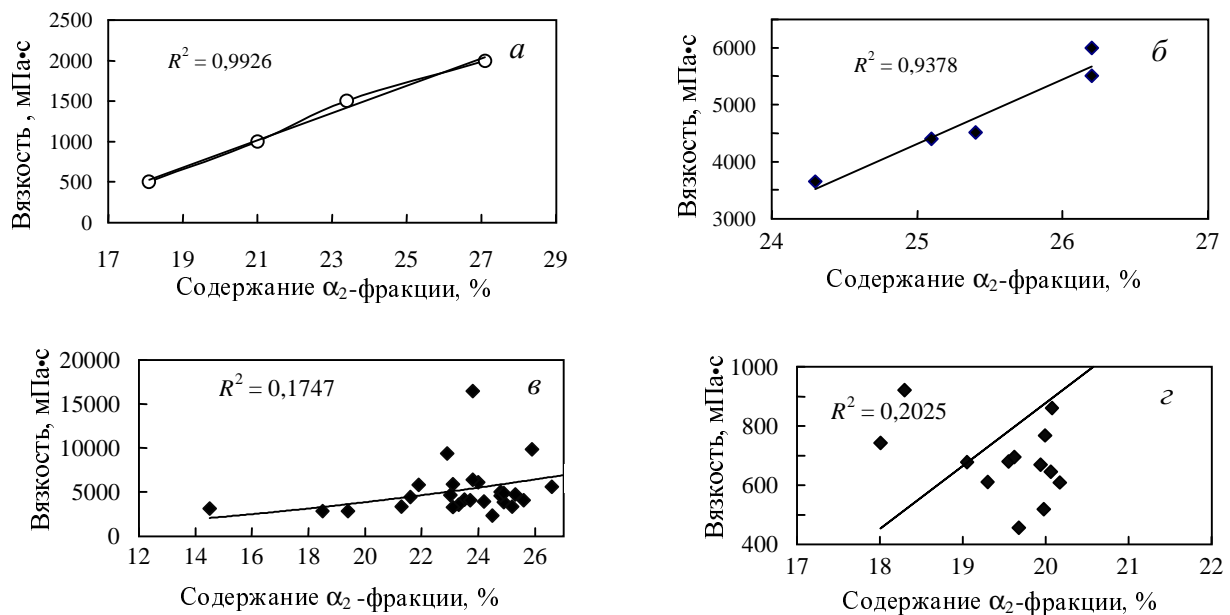 2500
2000
1500
1000
500
0
17 19 21 23 25 27 29
Вязкость , мПа•с
Содержание α₂-фракции, %
R² = 0,9926
а
6000
5000
4000
3000
24 25 26 27
Вязкость, мПа•с
Содержание α₂-фракции, %
R² = 0,9378
б
20000
15000
10000
5000
0
12 14 16 18 20 22 24 26
Вязкость, мПа•с
Содержание α₂ -фракции, %
R² = 0,1747
в
1000
800
600
400
17 18 19 20 21 22
Вязкость, мПа•с
Содержание α₂-фракции, %
R² = 0,2025
г